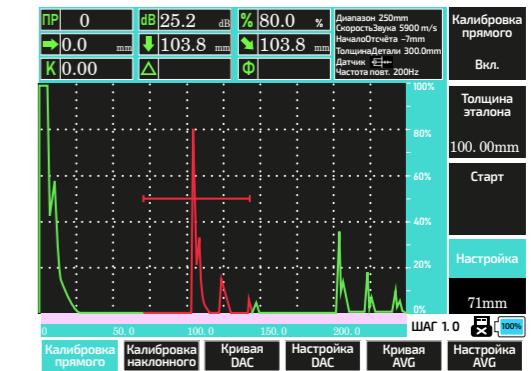 ПР 0 dB 25.2 dB % 80.0 %
0.0 mm 103.8 mm 103.8 mm
K 0.00 Δ Φ
Диапазон 250mm
СкоростьЗвука 5900 m/s
НачалоОтсчёта -7mm
ТолщинаДетали 300.0mm
Датчик
Частота повт. 200Hz
Калибровка
прямого
Вкл.
Толщина
эталона
100. 00mm
Старт
Настройка
71mm
100%
80%
60%
40%
20%
0%
0 50. 0 100. 0 150. 0 200. 0
ШАГ 1. 0 100%
Калибровка
прямого
Калибровка
наклонного
Кривая
DAC
Настройка
DAC
Кривая
AVG
Настройка
AVG